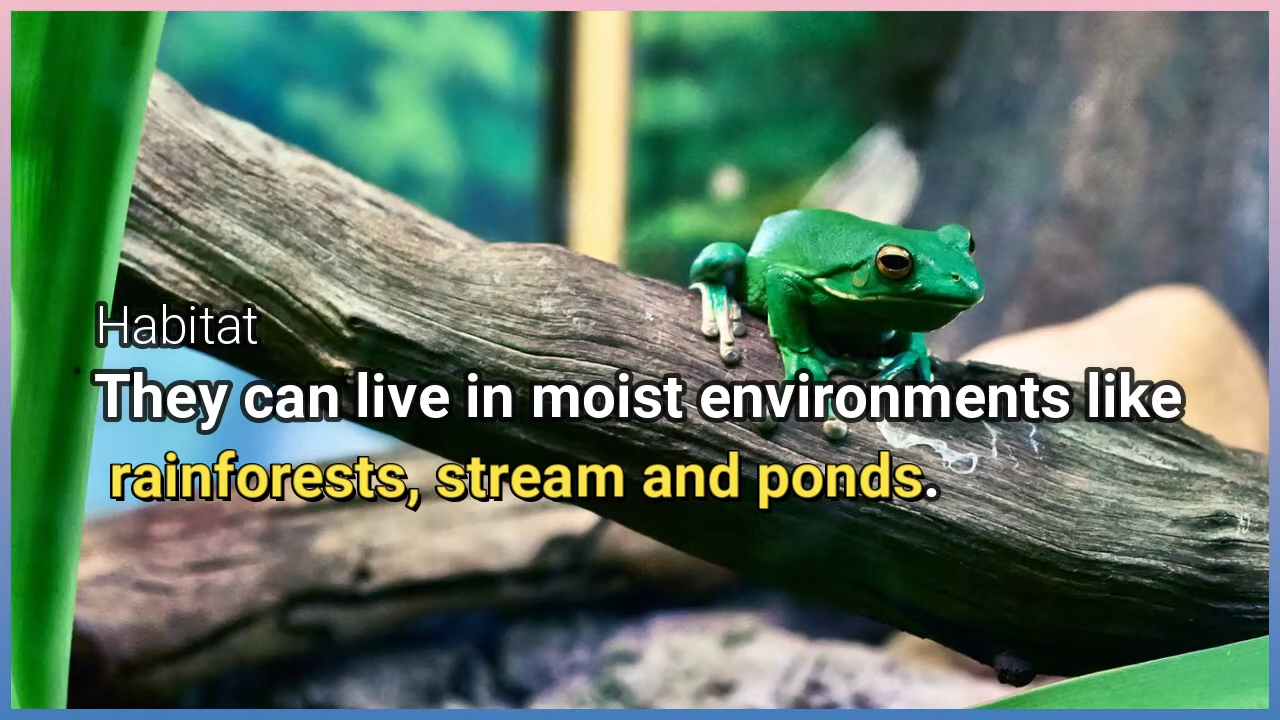 Habitat
They can live in moist environments like
rainforests, stream and ponds.